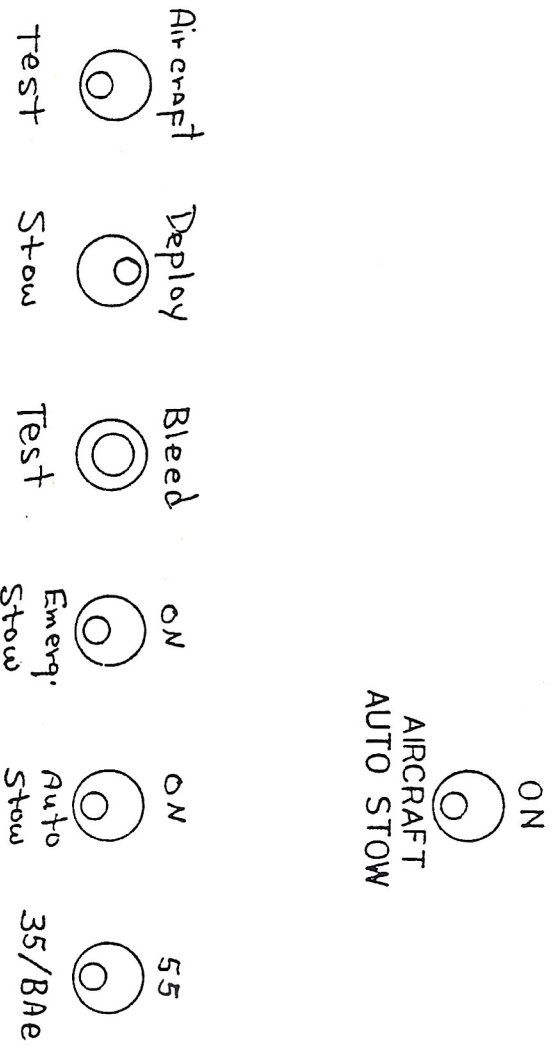 ON
AIRCRAFT
AUTO STOW
Aircraft Deploy Bleed ON ON 55
Test Stow Test Emerg. Auto 35/BAe
Stow Stow